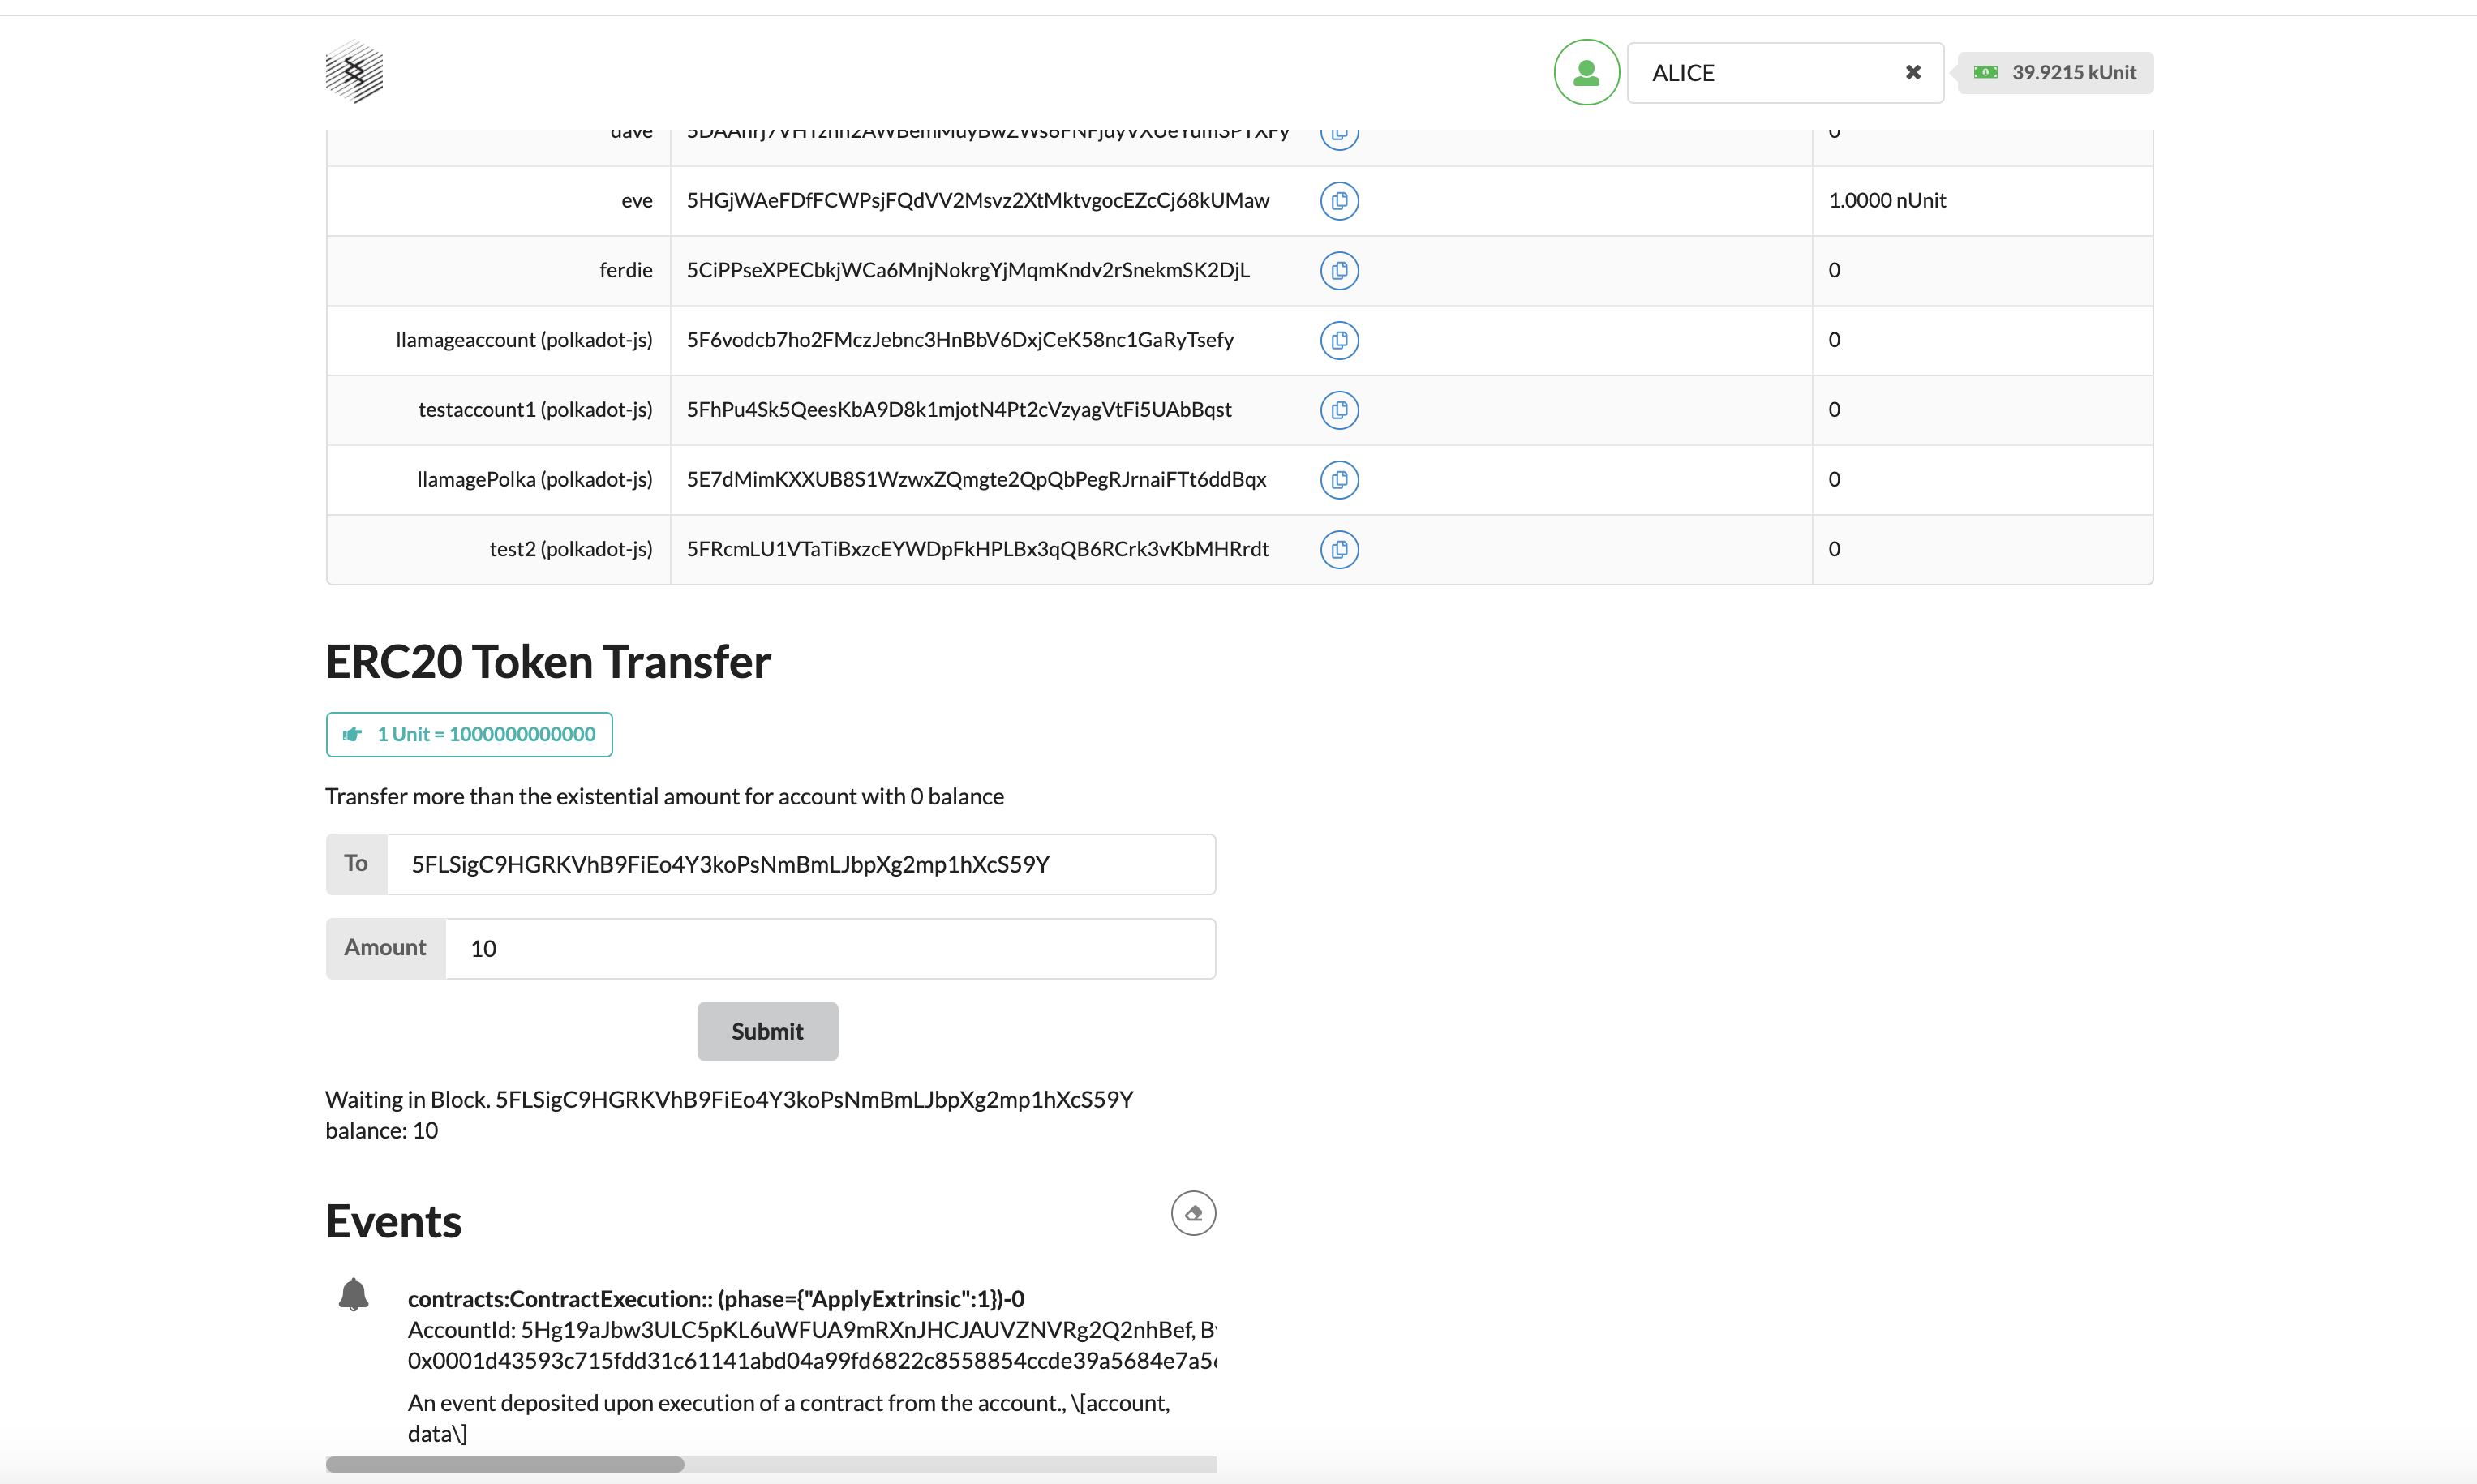 ALICE
39.9215 kUnit
dave 0
eve 5HGjWAeFDfFCWPsjFQdVV2Msvz2XtMktvgocEZcCj68kUMaw 1.0000 nUnit
ferdie 5CiPPseXPECbkjWCa6MnjNokrgYjMqmKndv2rSnekmSK2DjL 0
llamageaccount (polkadot-js) 5F6vodcb7ho2FMczJebnc3HnBbV6DxjCeK58nc1GaRyTsefy 0
testaccount1 (polkadot-js) 5FhPu4Sk5QeesKbA9D8k1mjotN4Pt2cVzyagVtFi5UAbBqst 0
llamagePolka (polkadot-js) 5E7dMimKXXUB8S1WzwxZQmgte2QpQbPegRJrnaiFTt6ddBqx 0
test2 (polkadot-js) 5FRcmLU1VTaTiBxzcEYWDpFkHPLBx3qQB6RCrk3vKbMHRrdt 0
ERC20 Token Transfer
1 Unit = 1000000000000
Transfer more than the existential amount for account with 0 balance
To 5FLSigC9HGRKVhB9FiEo4Y3koPsNmBmLJbpXg2mp1hXcS59Y
Amount 10
Submit
Waiting in Block. 5FLSigC9HGRKVhB9FiEo4Y3koPsNmBmLJbpXg2mp1hXcS59Y
balance: 10
Events
contracts:ContractExecution:: (phase={"ApplyExtrinsic":1})-0
AccountId: 5Hg19aJbw3ULC5pKL6uWFUA9mRXnJHCJAUVZNVRg2Q2nhBef,
0x0001d43593c715fdd31c61141abd04a99fd6822c8558854ccde39a5684e7a5
An event deposited upon execution of a contract from the account., \[account,
data\]